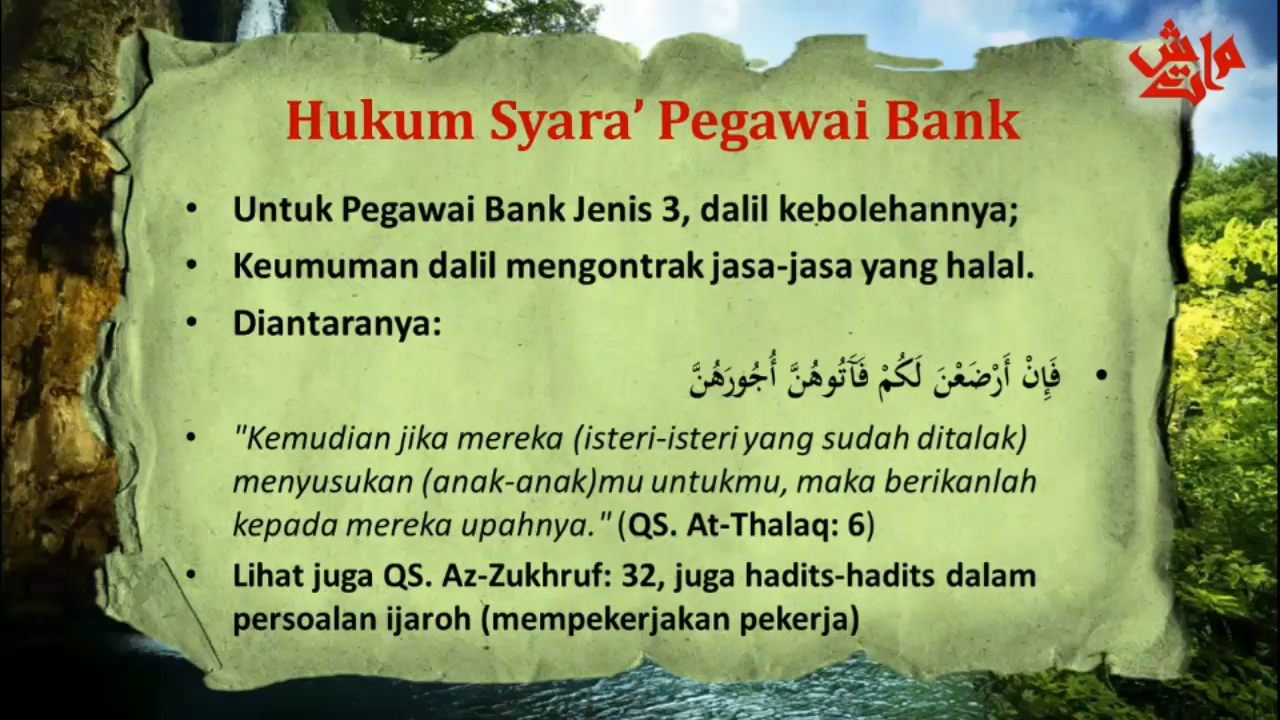 Hukum Syara’ Pegawai Bank
• Untuk Pegawai Bank Jenis 3, dalil kebolehannya;
• Keumuman dalil mengontrak jasa-jasa yang halal.
• Diantaranya:
• فَإِنْ أَرْضَعْنَ لَكُمْ فَآَتُوهُنَّ أُجُورَهُنَّ
• "Kemudian jika mereka (isteri-isteri yang sudah ditalak)
menyusukan (anak-anak)mu untukmu, maka berikanlah
kepada mereka upahnya." (QS. At-Thalaq: 6)
• Lihat juga QS. Az-Zukhruf: 32, juga hadits-hadits dalam
persoalan ijaroh (mempekerjakan pekerja)